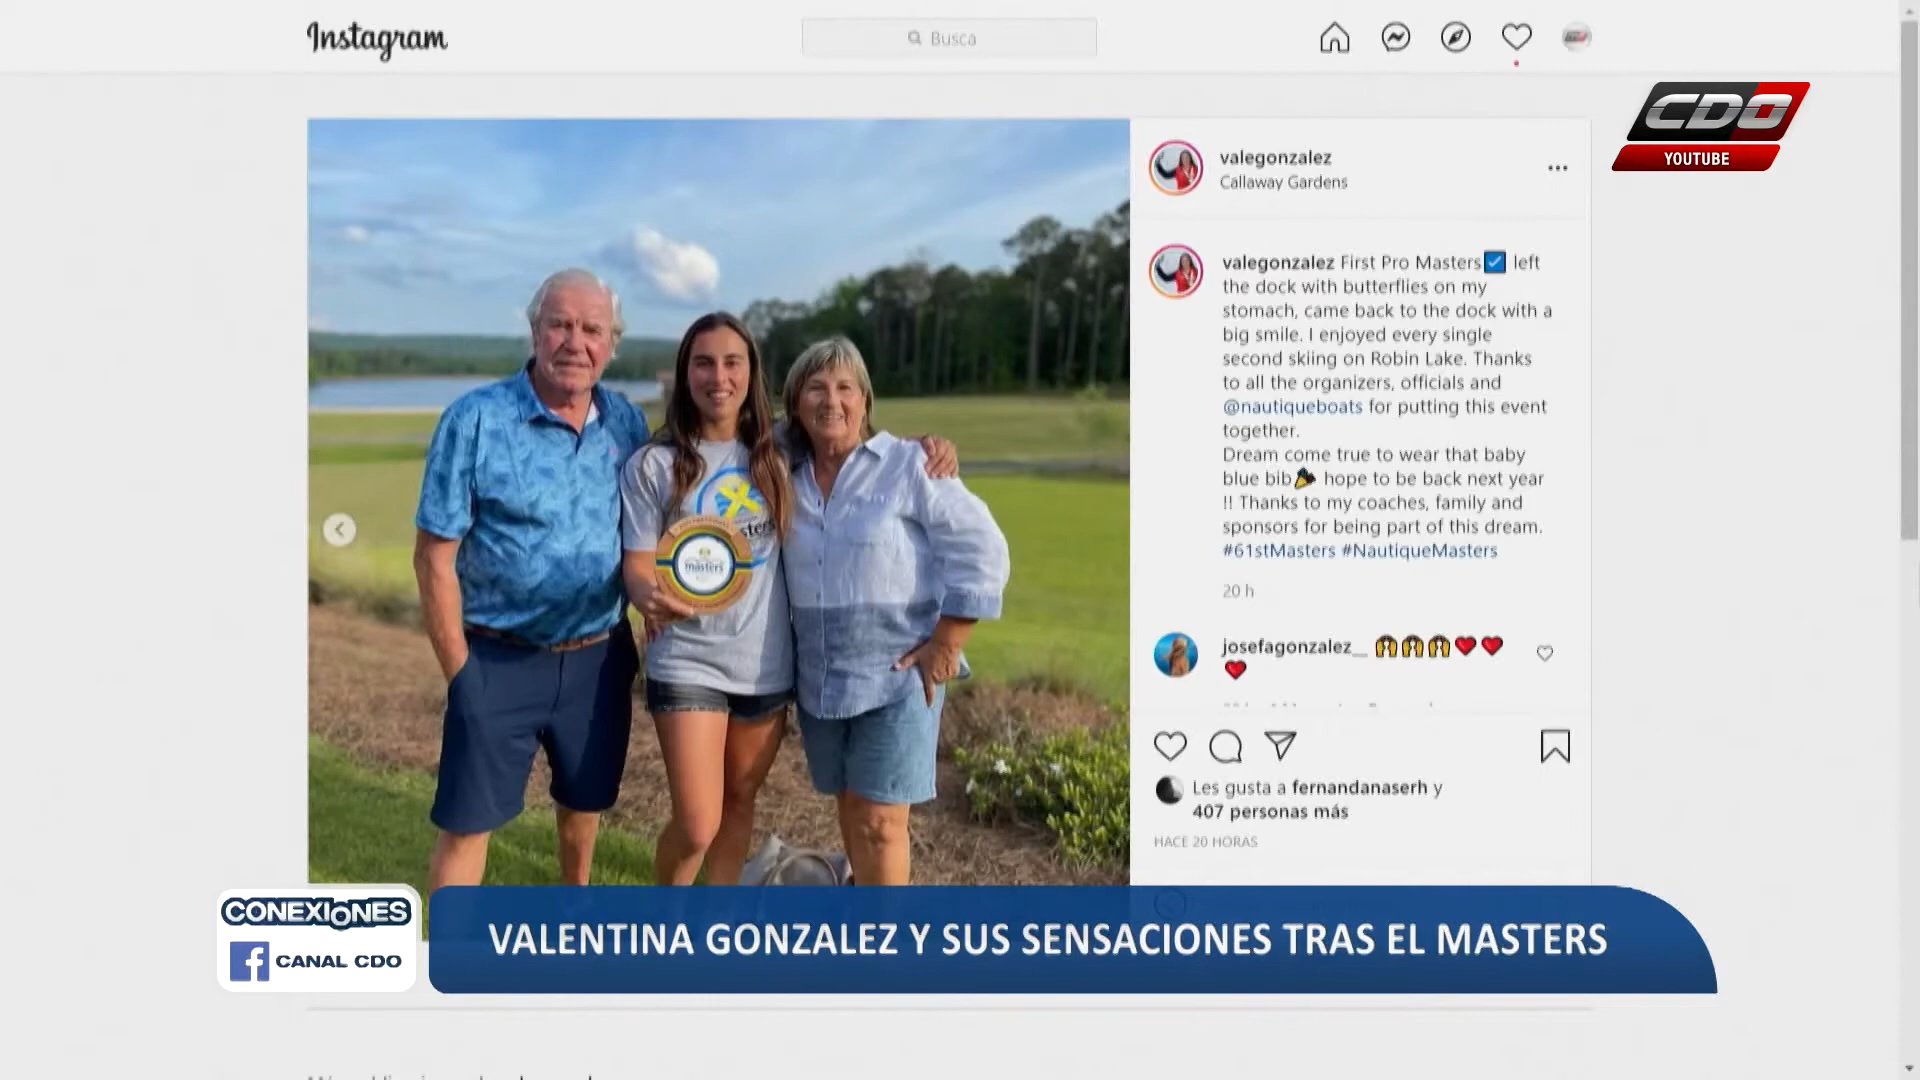 Instagram
Busca
CDO
YOUTUBE
valegonzalez
Callaway Gardens
valegonzalez First Pro Masters☑️ left
the dock with butterflies on my
stomach, came back to the dock with a
big smile. I enjoyed every single
second skiing on Robin Lake. Thanks
to all the organizers, officials and
@nautiqueboats for putting this event
together.
Dream come true to wear that baby
blue bib🎉 hope to be back next year
!! Thanks to my coaches, family and
sponsors for being part of this dream.
#61stMasters #NautiqueMasters
20 h
masters
josefagonzalez__ 🙌🙌🙌❤️❤️
❤️
Les gusta a fernandanaserh y
407 personas más
HACE 20 HORAS
CONEXIONES
CANAL CDO
VALENTINA GONZALEZ Y SUS SENSACIONES TRAS EL MASTERS